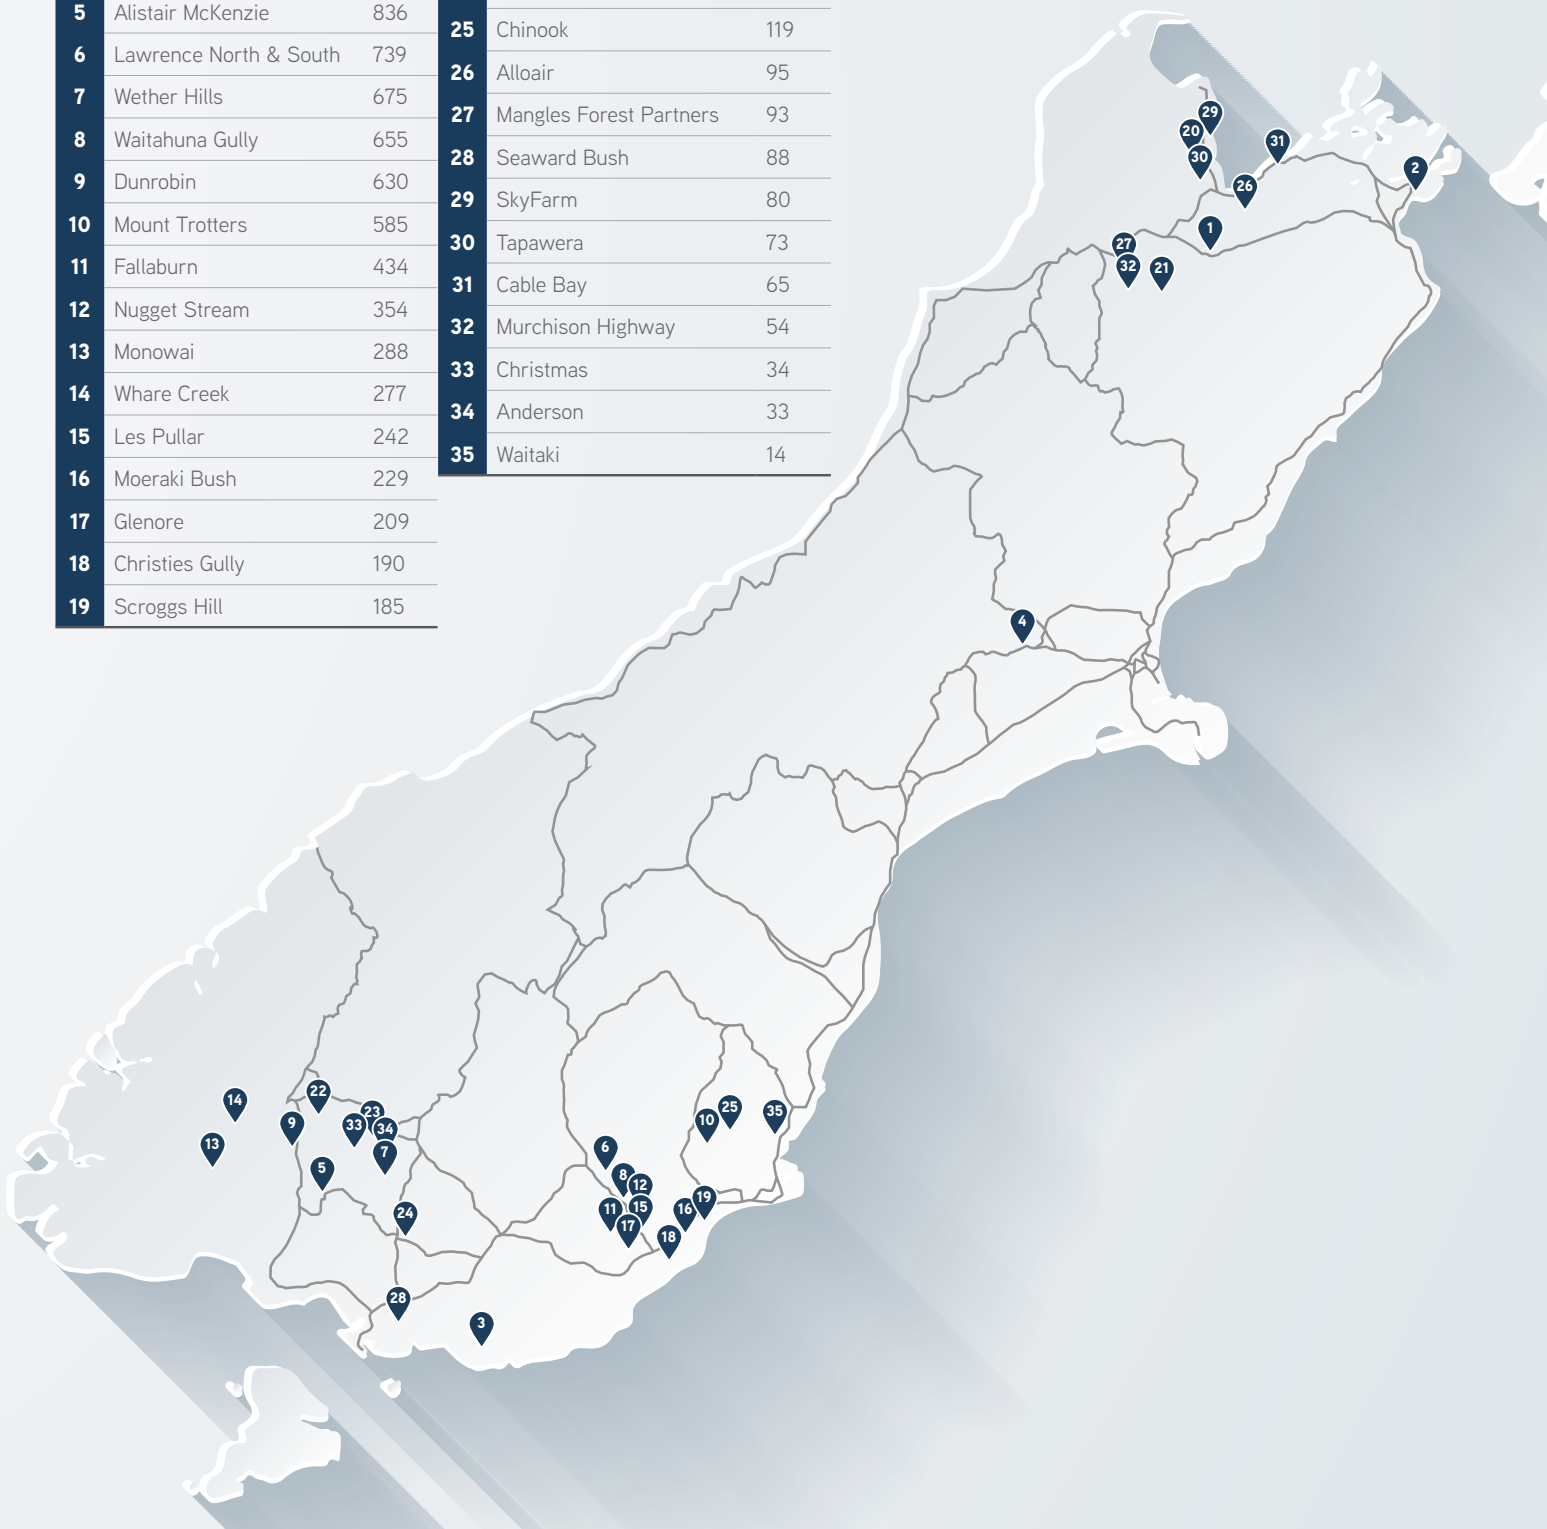 5 Alistair McKenzie 836
6 Lawrence North & South 739
7 Wether Hills 675
8 Waitahuna Gully 655
9 Dunrobin 630
10 Mount Trotters 585
11 Fallaburn 434
12 Nugget Stream 354
13 Monowai 288
14 Whare Creek 277
15 Les Pullar 242
16 Moeraki Bush 229
17 Glenore 209
18 Christies Gully 190
19 Scroggs Hill 185
25 Chinook 119
26 Alloair 95
27 Mangles Forest Partners 93
28 Seaward Bush 88
29 SkyFarm 80
30 Tapawera 73
31 Cable Bay 65
32 Murchison Highway 54
33 Christmas 34
34 Anderson 33
35 Waitaki 14
29
20
31
30
2
26
1
27
32
21
4
22
14
23
9
33
34
13
7
5
24
25
10
35
6
8
12
19
11
15
16
17
18
28
3